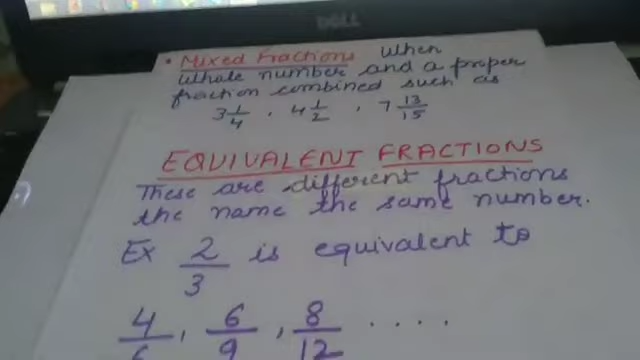 DELL
• Mixed Fractions When
whole number and a proper
fraction combined such as
3 1/4 , 4 1/2 , 7 13/15
EQUIVALENT FRACTIONS
These are different fractions
the name the same number.
Ex 2/3 is equivalent to
4/6 , 6/9 , 8/12 ....